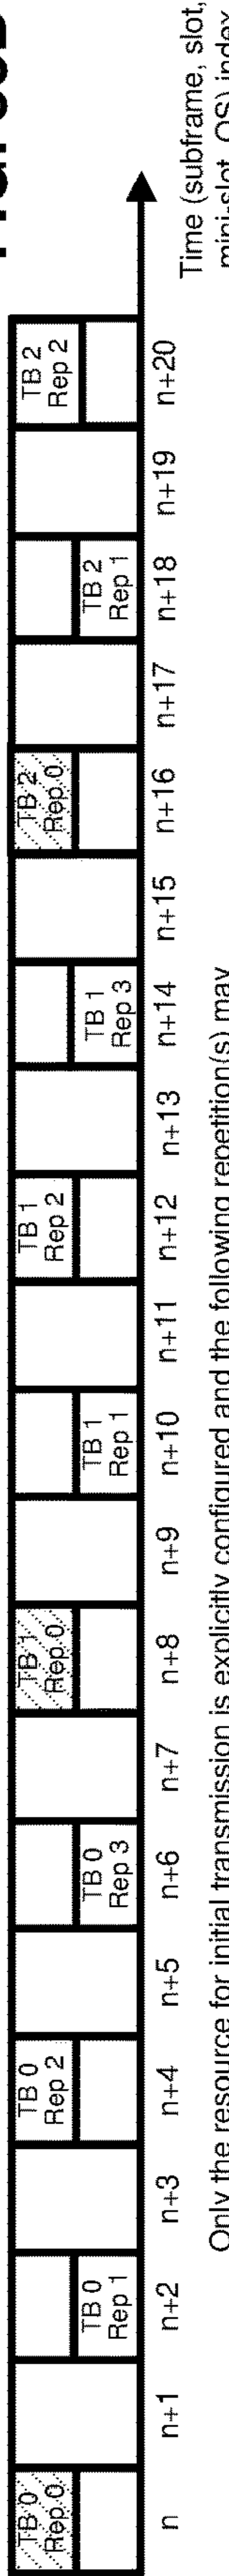 TB 0
Rep 0
TB 0
Rep 1
TB 0
Rep 2
TB 0
Rep 3
TB 1
Rep 0
TB 1
Rep 1
TB 1
Rep 2
TB 1
Rep 3
TB 2
Rep 0
TB 2
Rep 1
TB 2
Rep 2
n n+1 n+2 n+3 n+4 n+5 n+6 n+7 n+8 n+9 n+10 n+11 n+12 n+13 n+14 n+15 n+16 n+17 n+18 n+19 n+20
Time (subframe, slot,
mini-slot, OS) index
Only the resource for initial transmission is explicitly configured and the following repetition(s) may